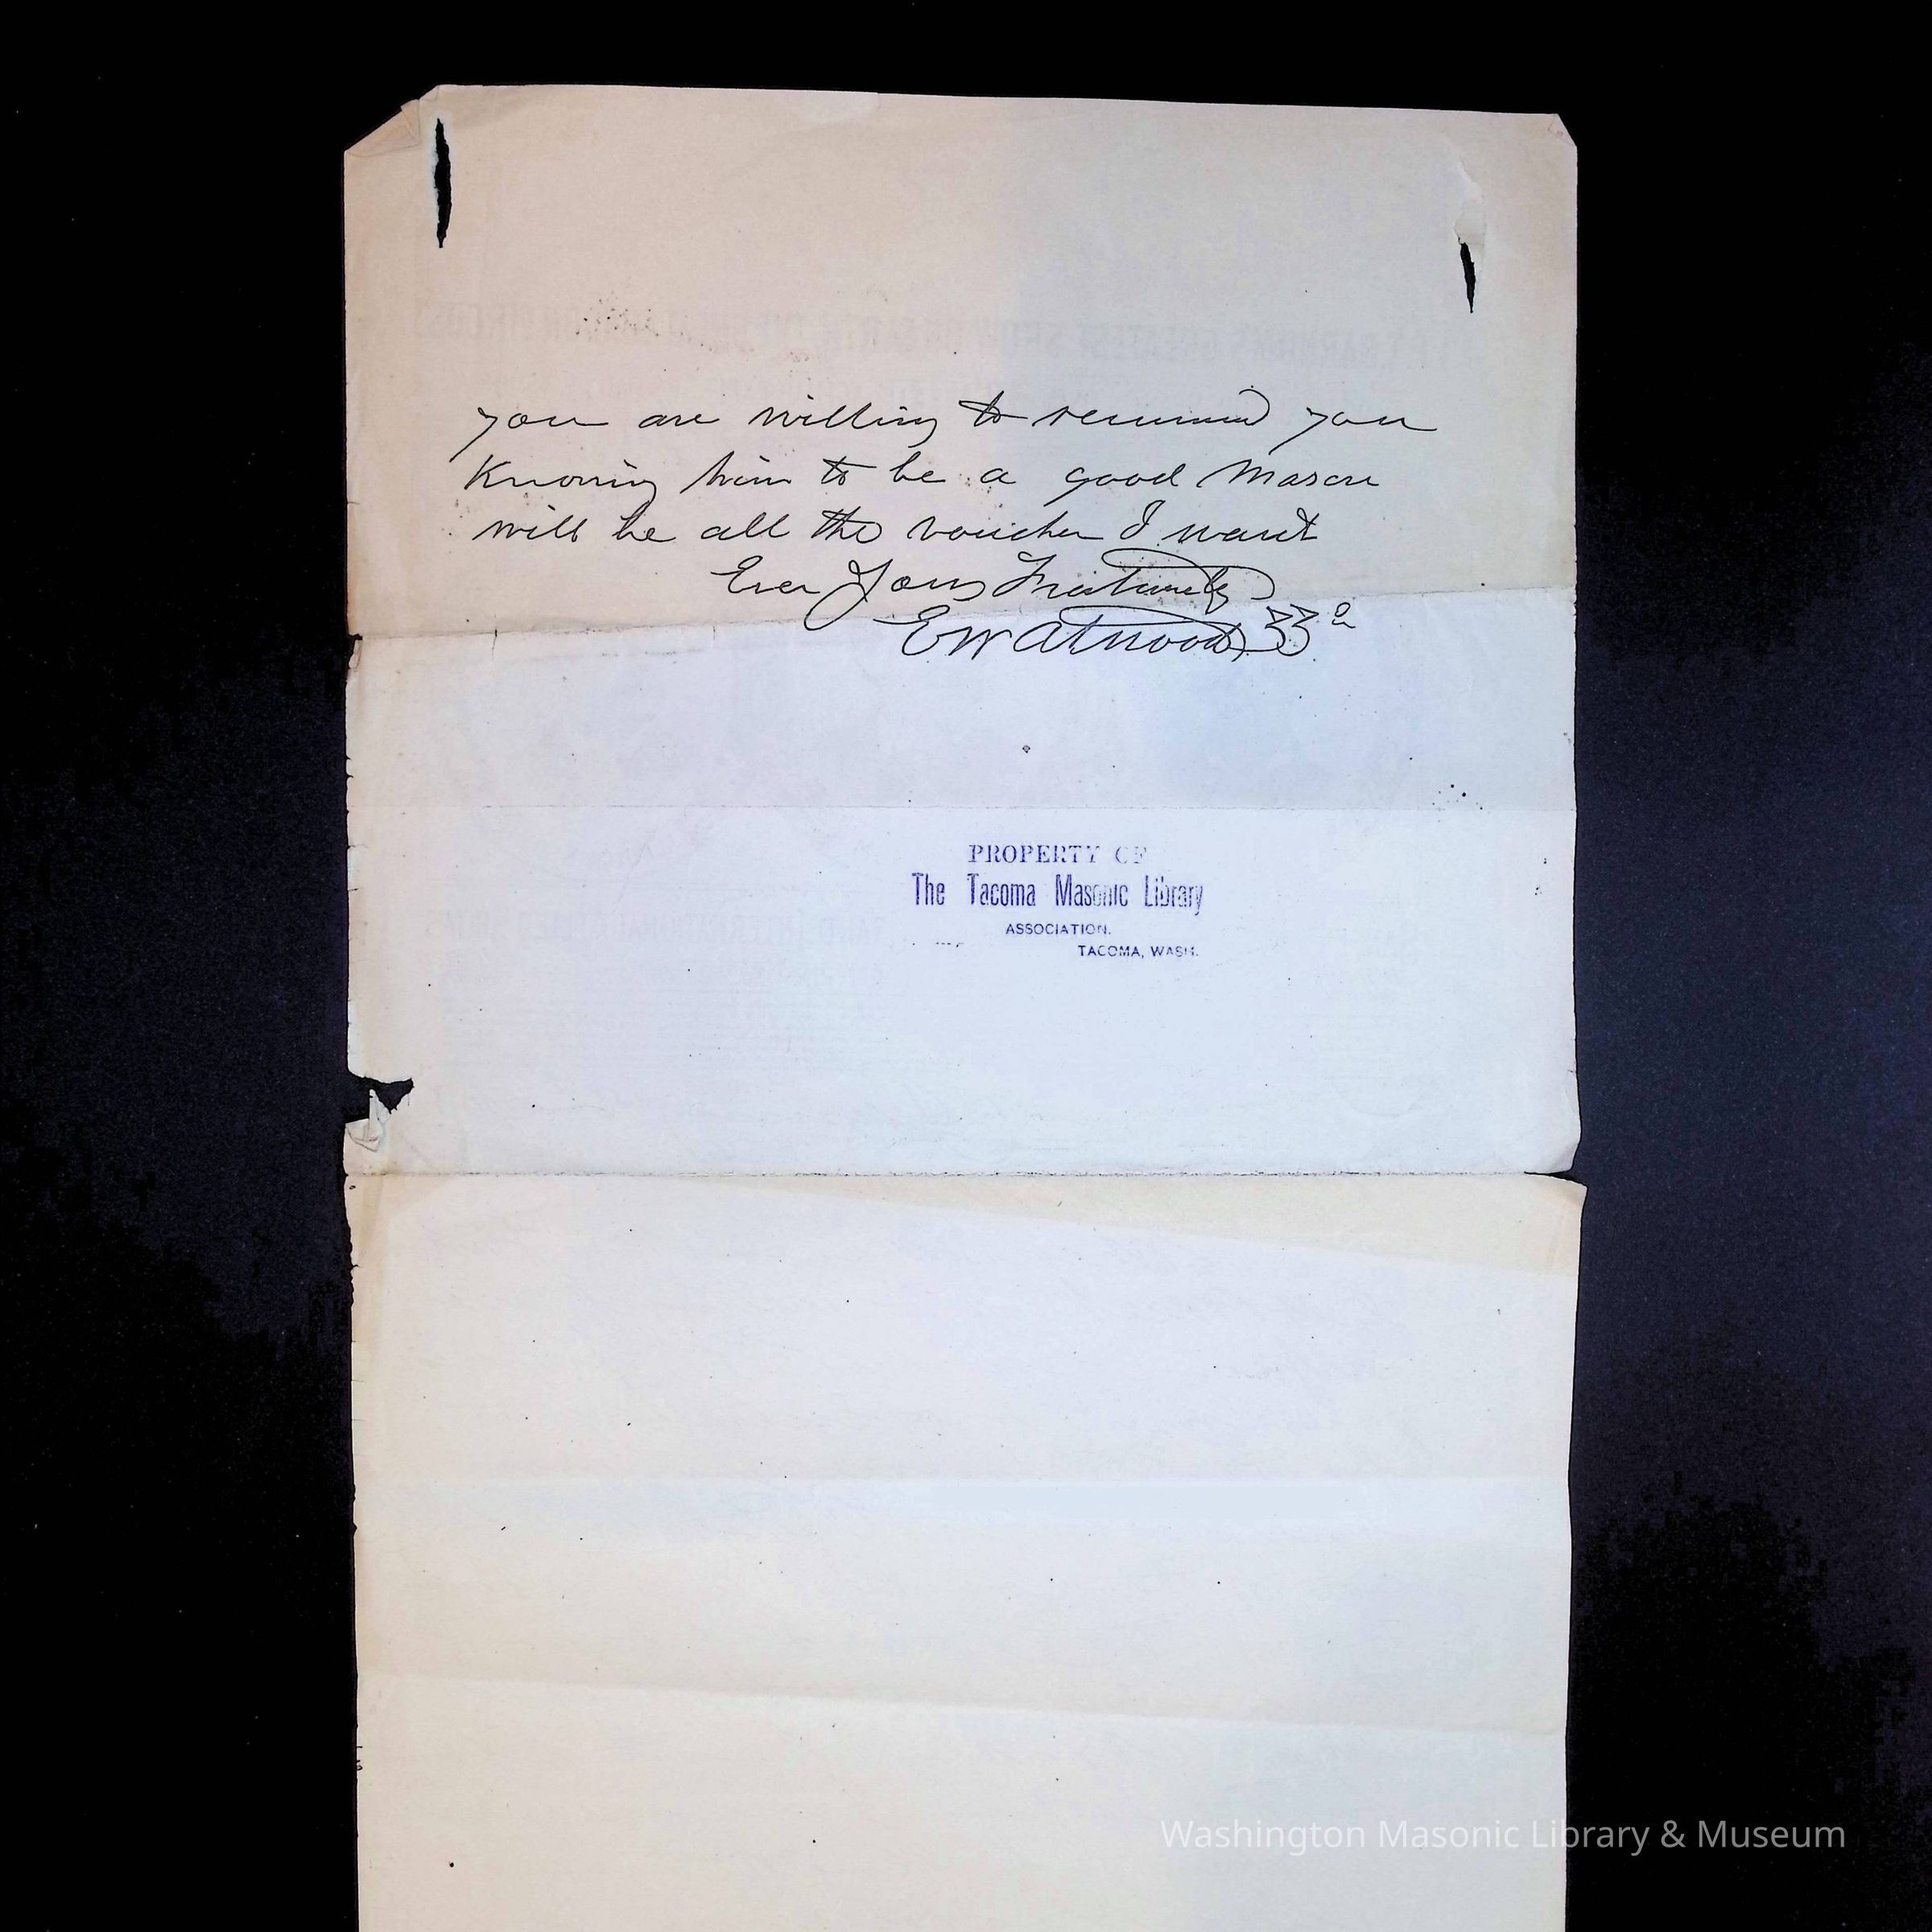 you are willing to recommend you
Knowing him to be a good Mason
will be all the voucher I want
Ever Yours Fraternally
EW Atwood 33°
PROPERTY OF
The Tacoma Masonic Library
ASSOCIATION.
TACOMA, WASH.
Washington Masonic Library & Museum